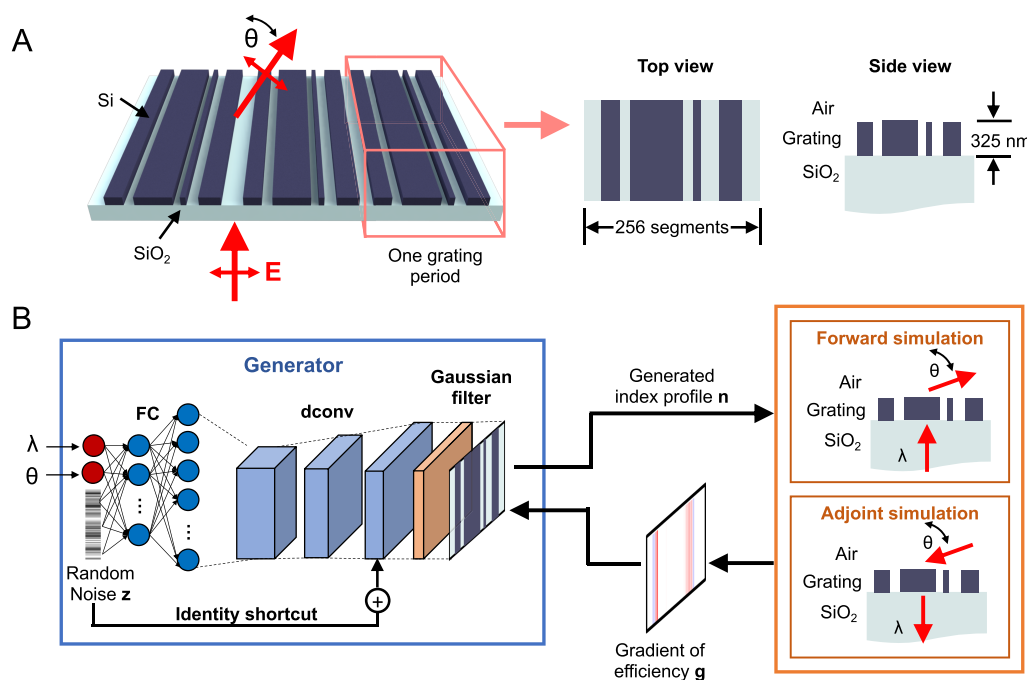 A
θ
Si
SiO₂
E
One grating
period
Top view
256 segments
Side view
Air
Grating
SiO₂
325 nm
B
Generator
λ
θ
FC
dconv
Gaussian
filter
Random
Noise z
Identity shortcut
+
Generated
index profile n
Gradient of
efficiency g
Forward simulation
θ
Air
Grating
SiO₂
λ
Adjoint simulation
θ
Air
Grating
SiO₂
λ